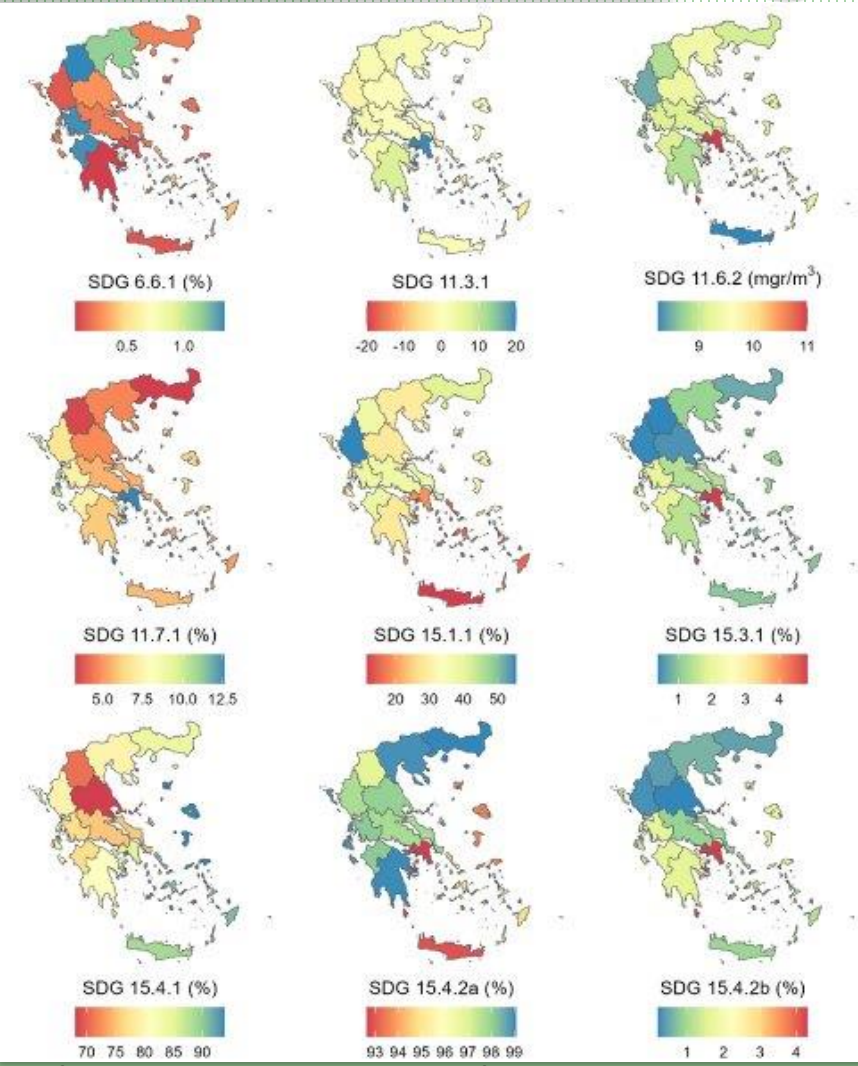 SDG 6.6.1 (%)
0.5 1.0
SDG 11.3.1
-20 -10 0 10 20
SDG 11.6.2 (mgr/m³)
9 10 11
SDG 11.7.1 (%)
5.0 7.5 10.0 12.5
SDG 15.1.1 (%)
20 30 40 50
SDG 15.3.1 (%)
1 2 3 4
SDG 15.4.1 (%)
70 75 80 85 90
SDG 15.4.2a (%)
93 94 95 96 97 98 99
SDG 15.4.2b (%)
1 2 3 4